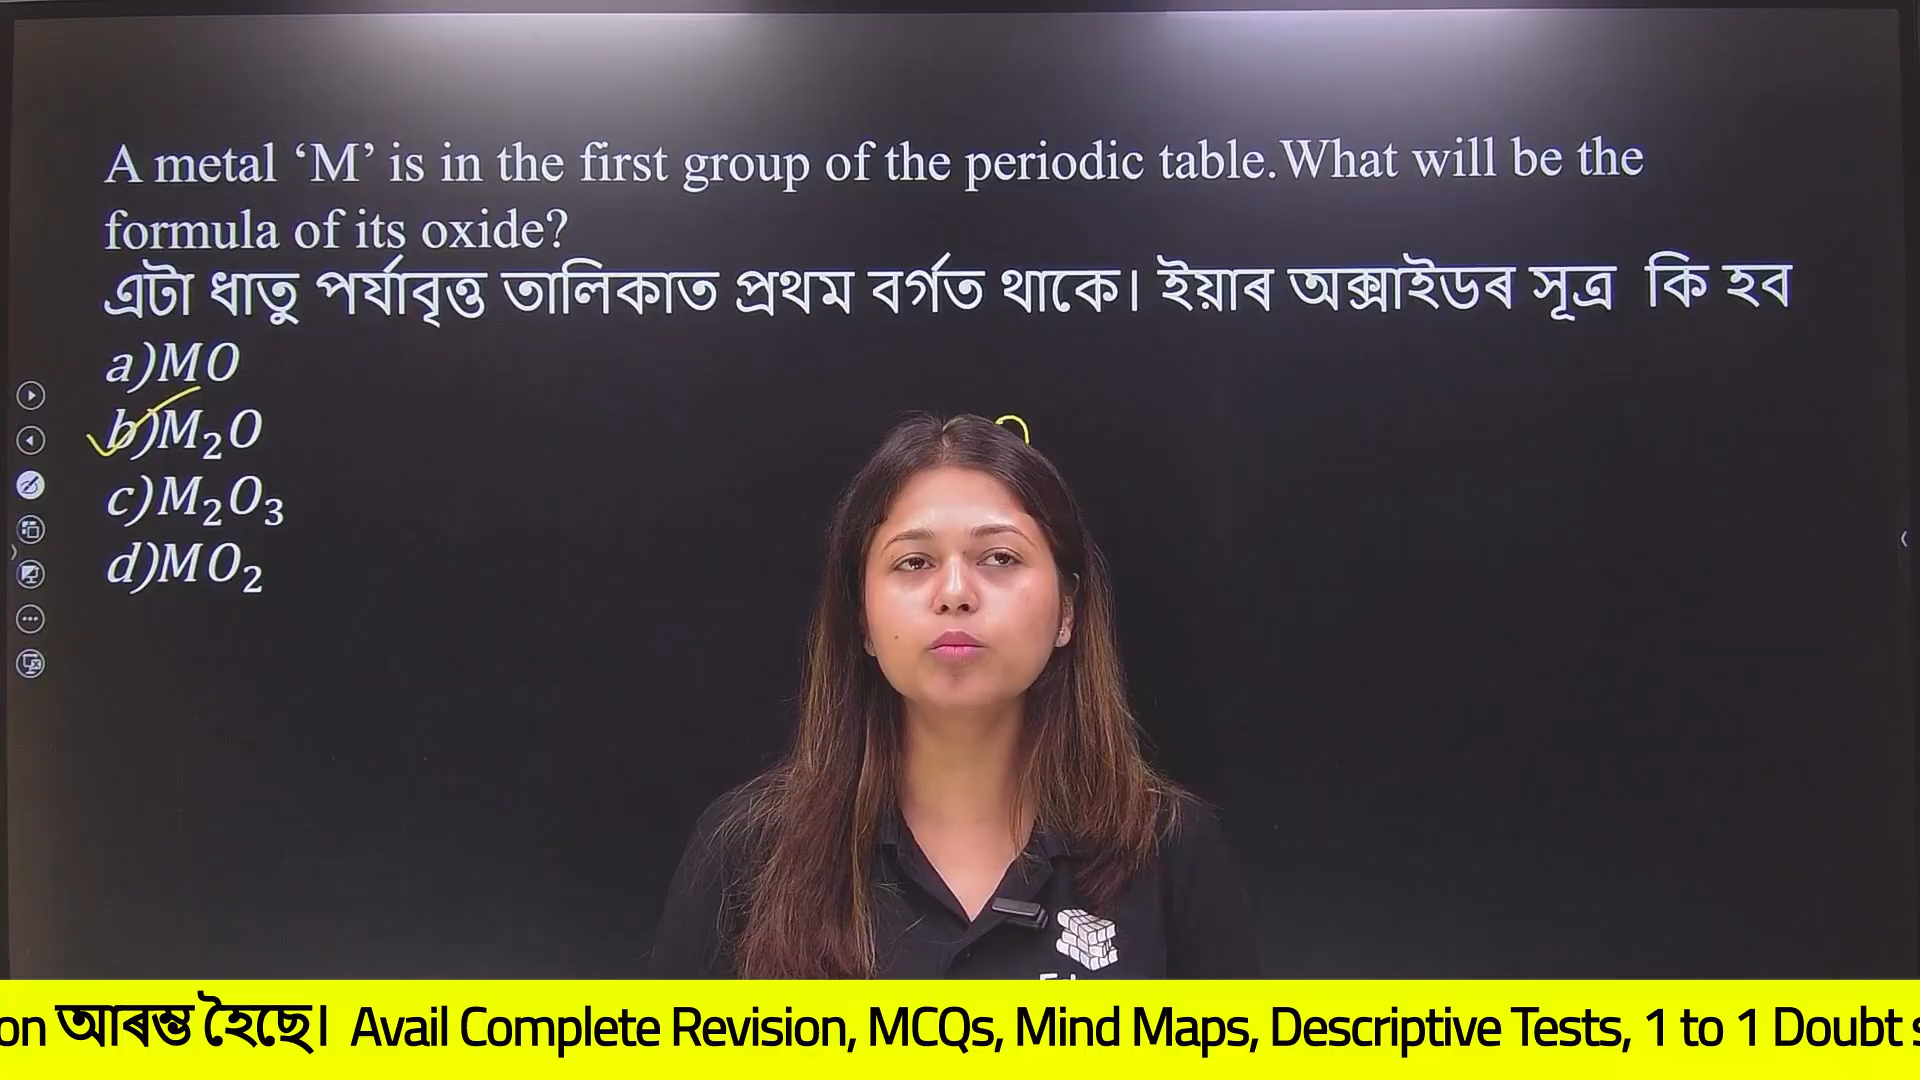 A metal ‘M’ is in the first group of the periodic table.What will be the
formula of its oxide?
এটা ধাতু পৰ্যাবৃত্ত তালিকাত প্ৰথম বৰ্গত থাকে। ইয়াৰ অক্সাইডৰ সূত্ৰ কি হব
a)MO
b)M₂O
c)M₂O₃
d)MO₂
on আৰম্ভ হৈছে। Avail Complete Revision, MCQs, Mind Maps, Descriptive Tests, 1 to 1 Doubt